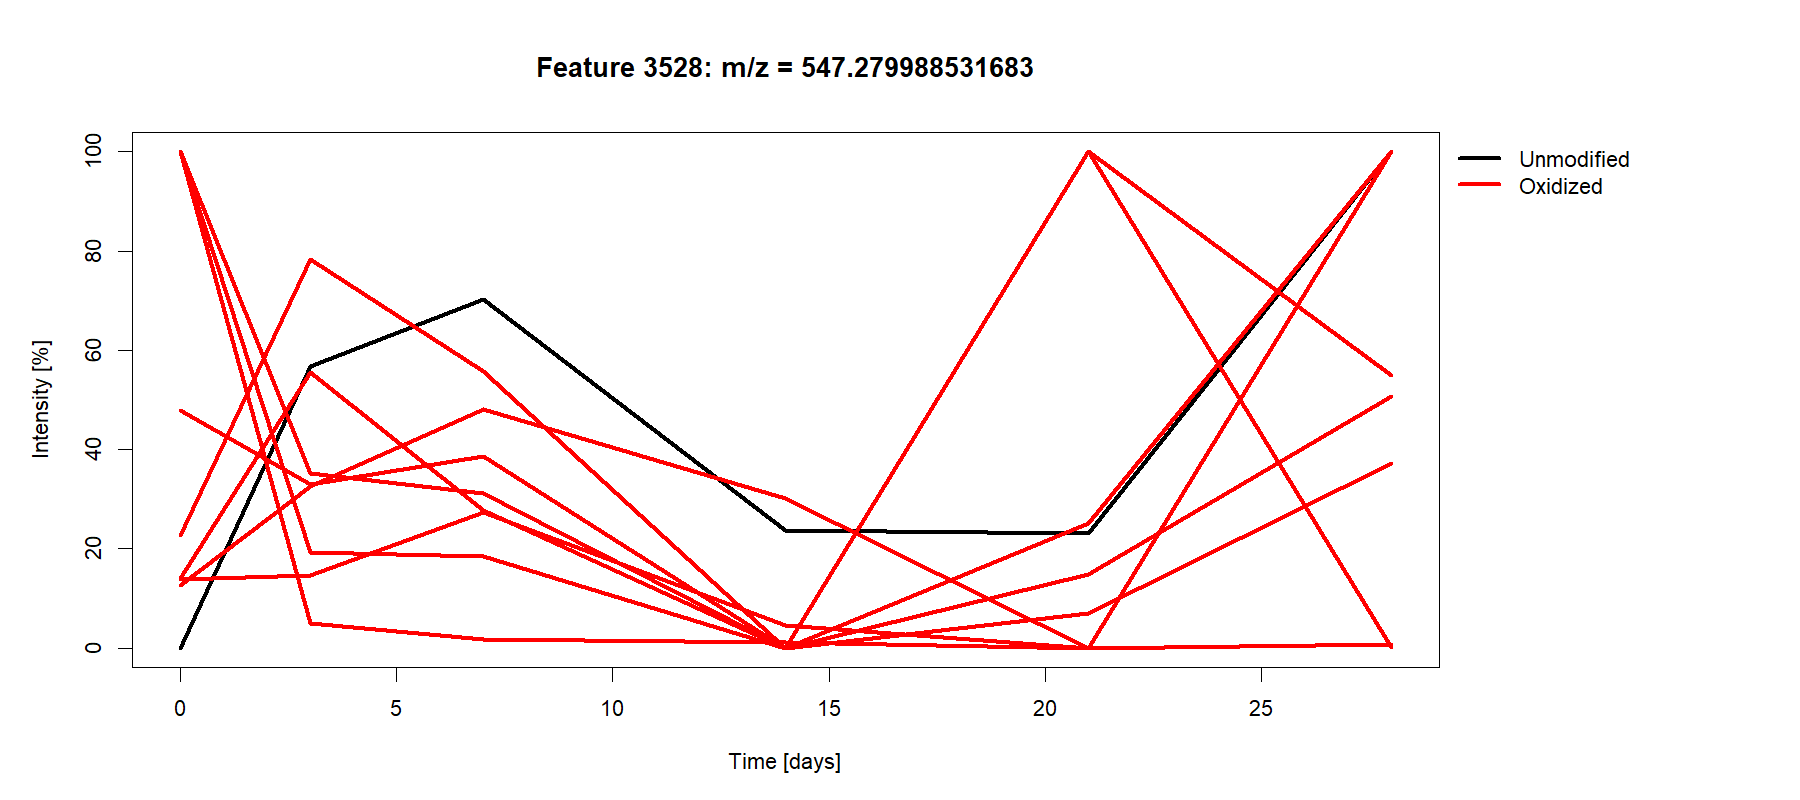 Feature 3528: m/z = 547.279988531683
Unmodified
Oxidized
Intensity [%]
100
80
60
40
20
0
0 5 10 15 20 25
Time [days]